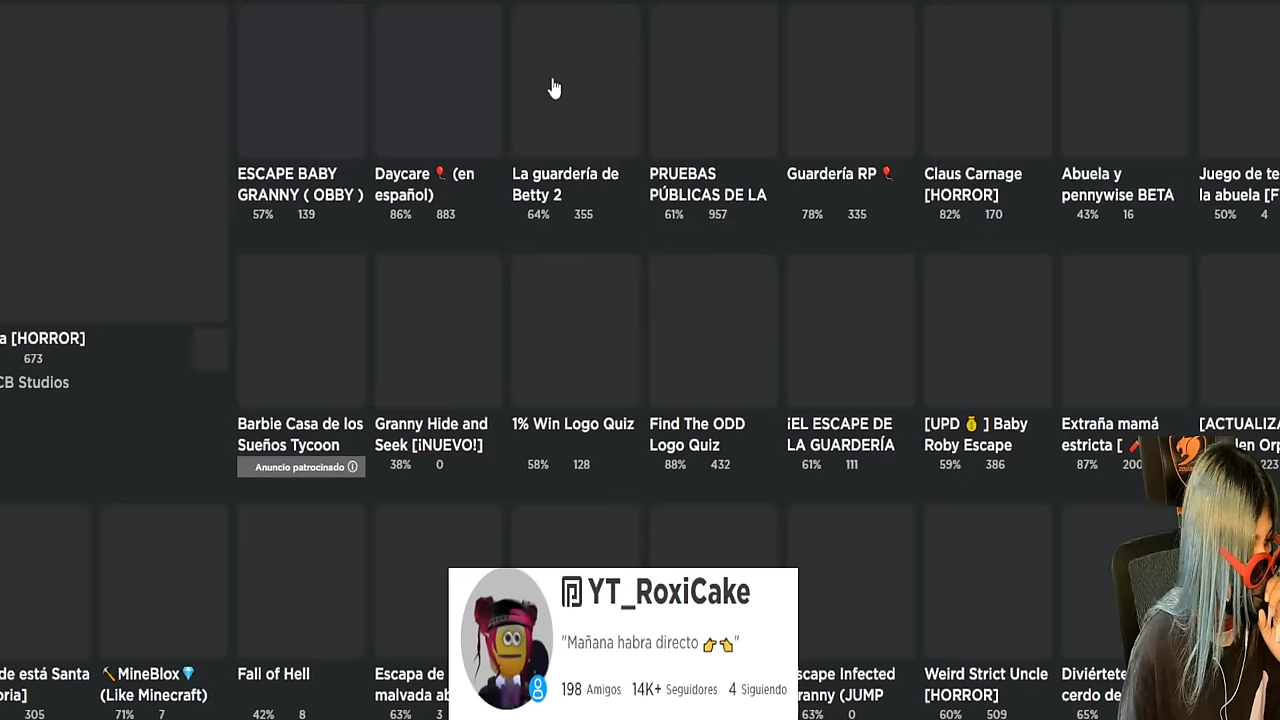 ESCAPE BABY
GRANNY ( OBBY )
57% 139
Daycare 🎈 (en
español)
86% 883
La guardería de
Betty 2
64% 355
PRUEBAS
PÚBLICAS DE LA
61% 957
Guardería RP 🎈
78% 335
Claus Carnage
[HORROR]
82% 170
Abuela y
pennywise BETA
43% 16
Juego de te
la abuela [F
50% 4
a [HORROR]
673
CB Studios
Barbie Casa de los
Sueños Tycoon
Anuncio patrocinado
Granny Hide and
Seek [¡NUEVO!]
38% 0
1% Win Logo Quiz
58% 128
Find The ODD
Logo Quiz
88% 432
¡EL ESCAPE DE
LA GUARDERÍA
61% 111
[UPD 💰 ] Baby
Roby Escape
59% 386
Extraña mamá
estricta [
87% 200
[ACTUALIZA
en Orp
223
de está Santa
oria]
305
⛏️MineBlox💎
(Like Minecraft)
71% 7
Fall of Hell
42% 8
Escapa de
malvada ab
63% 3
scape Infected
ranny (JUMP
63% 0
Weird Strict Uncle
[HORROR]
60% 509
Diviértete
cerdo de
65%
YT_RoxiCake
"Mañana habra directo 👉👈"
198 Amigos 14K+ Seguidores 4 Siguiendo